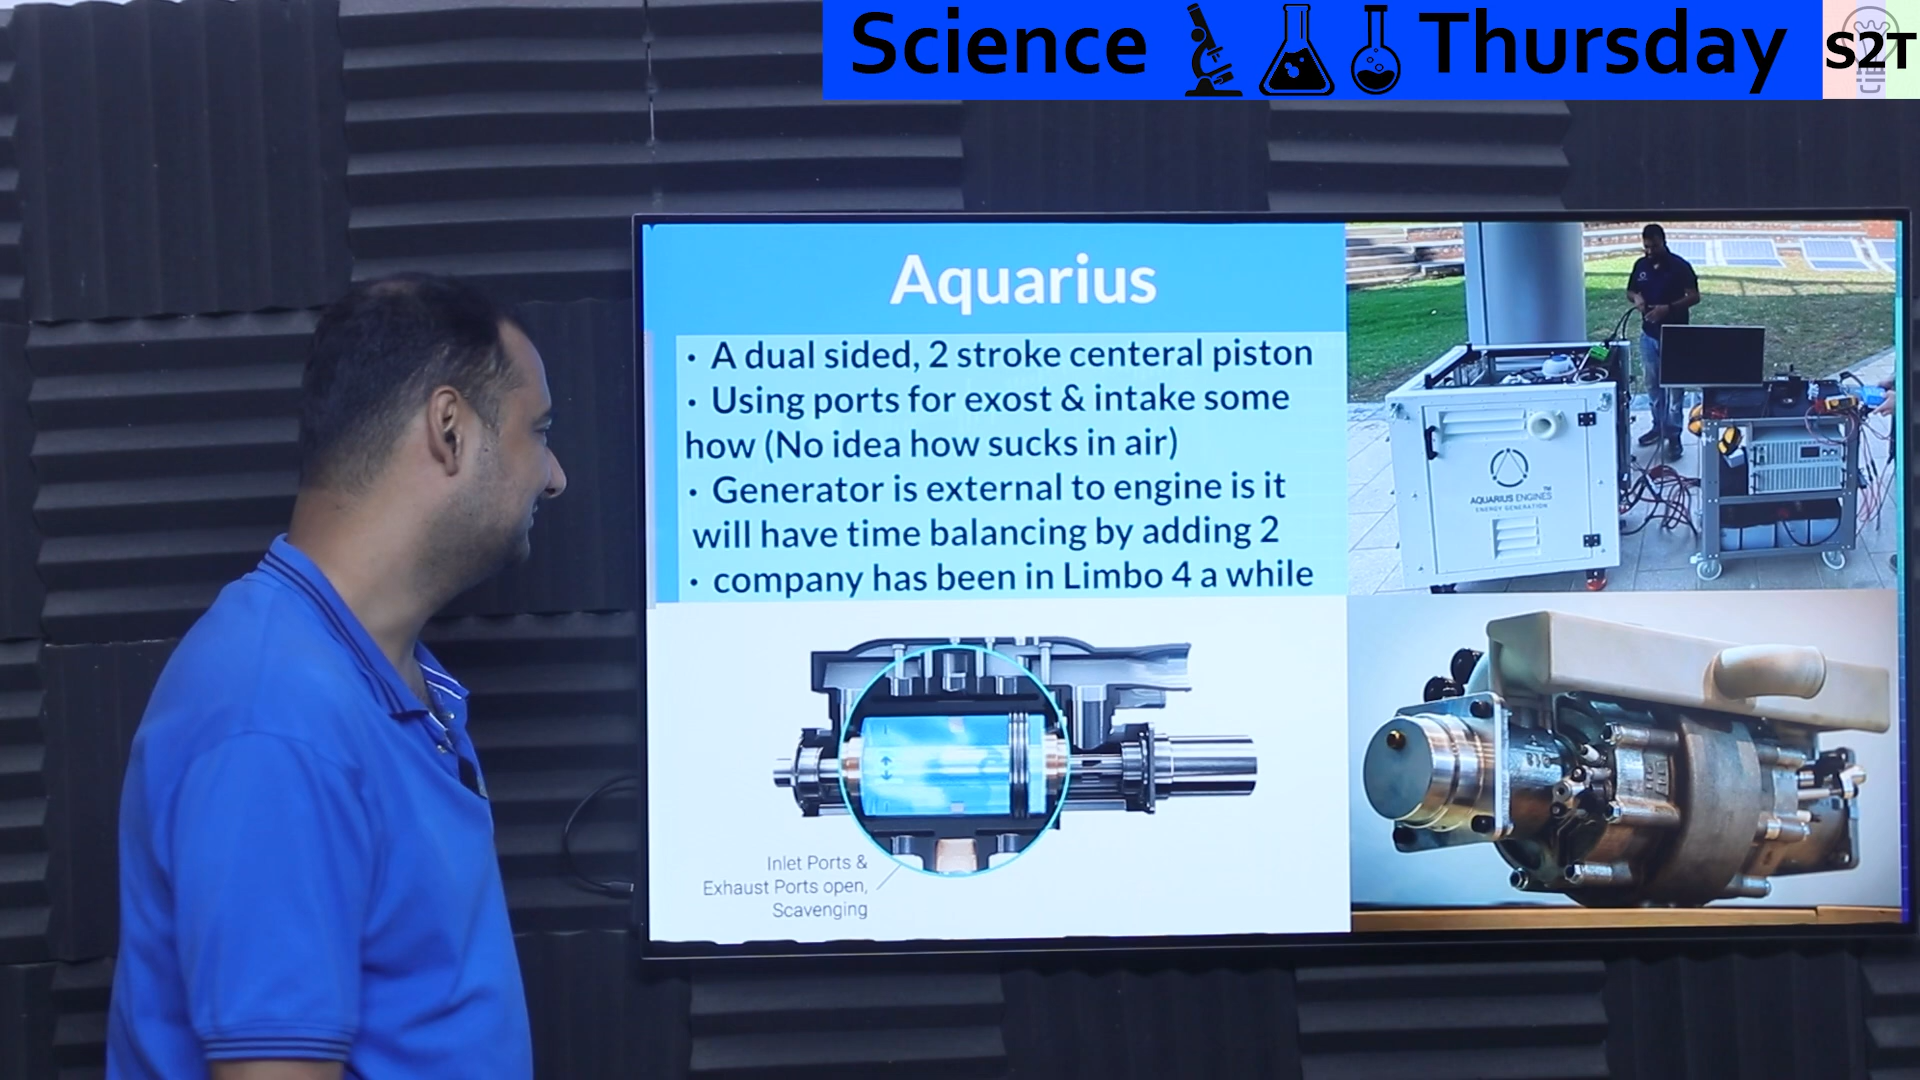 Science Thursday
S2T
Aquarius
• A dual sided, 2 stroke centeral piston
• Using ports for exost & intake some
how (No idea how sucks in air)
• Generator is external to engine is it
will have time balancing by adding 2
• company has been in Limbo 4 a while
AQUARIUS ENGINES™
ENERGY GENERATION
Inlet Ports &
Exhaust Ports open,
Scavenging